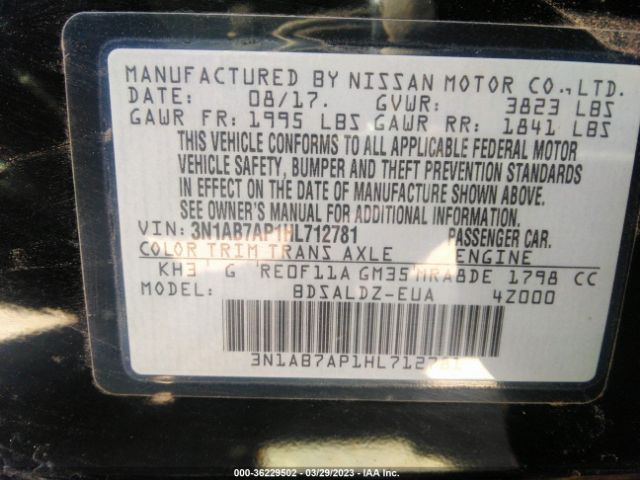 MANUFACTURED BY NISSAN MOTOR CO., LTD.
DATE: 08/17. GVWR: 3823 LBS
GAWR FR: 1995 LBS GAWR RR: 1841 LBS
THIS VEHICLE CONFORMS TO ALL APPLICABLE FEDERAL MOTOR
VEHICLE SAFETY, BUMPER AND THEFT PREVENTION STANDARDS
IN EFFECT ON THE DATE OF MANUFACTURE SHOWN ABOVE.
SEE OWNER'S MANUAL FOR ADDITIONAL INFORMATION
VIN: 3N1AB7AP1HL712781 PASSENGER CAR.
COLOR TRIM TRANS AXLE ENGINE
KH3 G RE0F11A GM35 MRA8DE 1798 CC
MODEL: BDSALDZ-EUA 4Z000
3N1AB7AP1HL712781
000-36229502 - 03/29/2023 - IAA Inc.